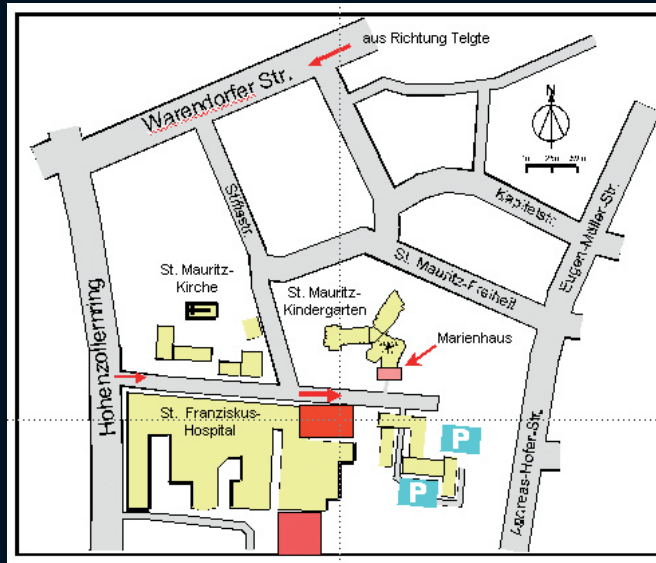 aus Richtung Telgte
Warendorfer Str.
N
Stiftsstr.
Kapitelstr.
Eugen-Müller-Str.
St. Mauritz-Freiheit
St. Mauritz-
Kirche
St. Mauritz-
Kindergarten
Marienhaus
Hohenzollernring
St. Franziskus-
Hospital
P
P
-Hofer-Str.